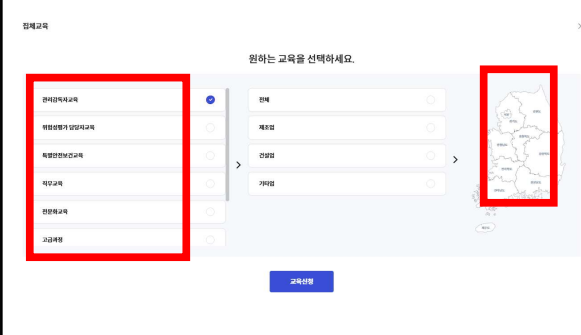 집체교육
원하는 교육을 선택하세요.
관리감독자교육
위험성평가 담당자교육
특별안전보건교육
직무교육
전문화교육
고급과정
전체
제조업
건설업
기타업
교육신청